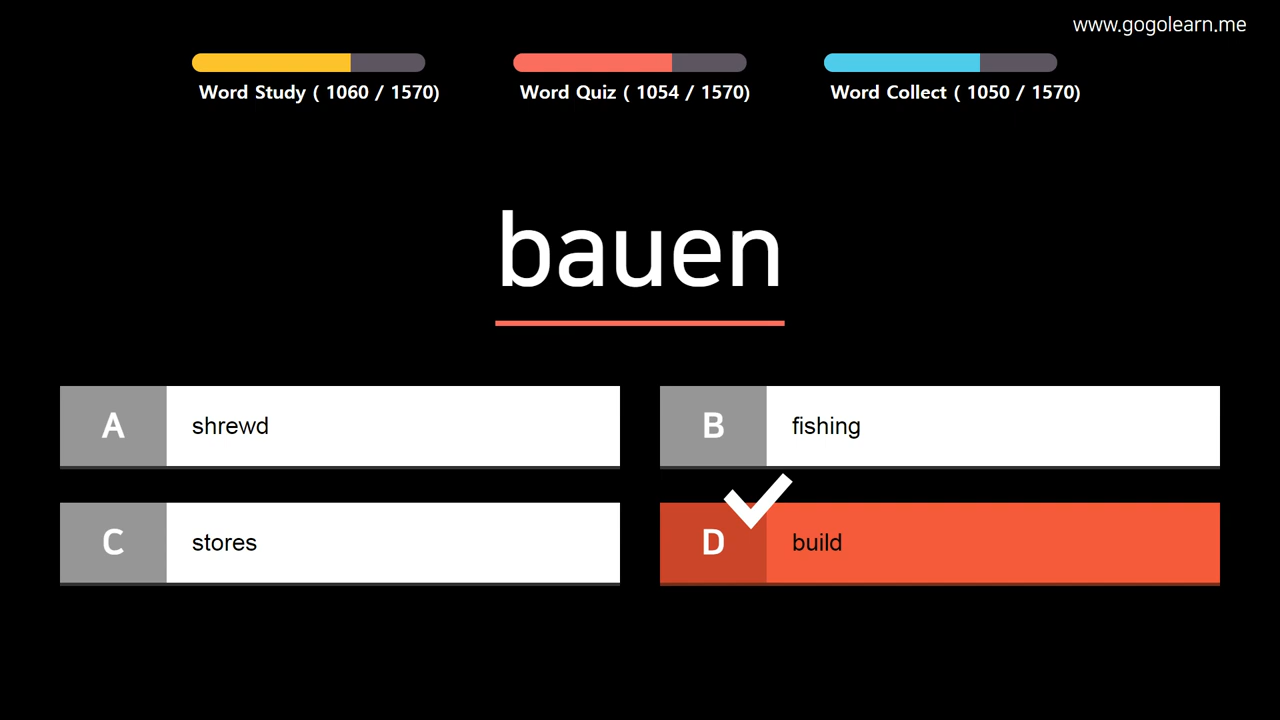 www.gogolearn.me
Word Study ( 1060 / 1570)
Word Quiz ( 1054 / 1570)
Word Collect ( 1050 / 1570)
bauen
A shrewd
B fishing
C stores
D build